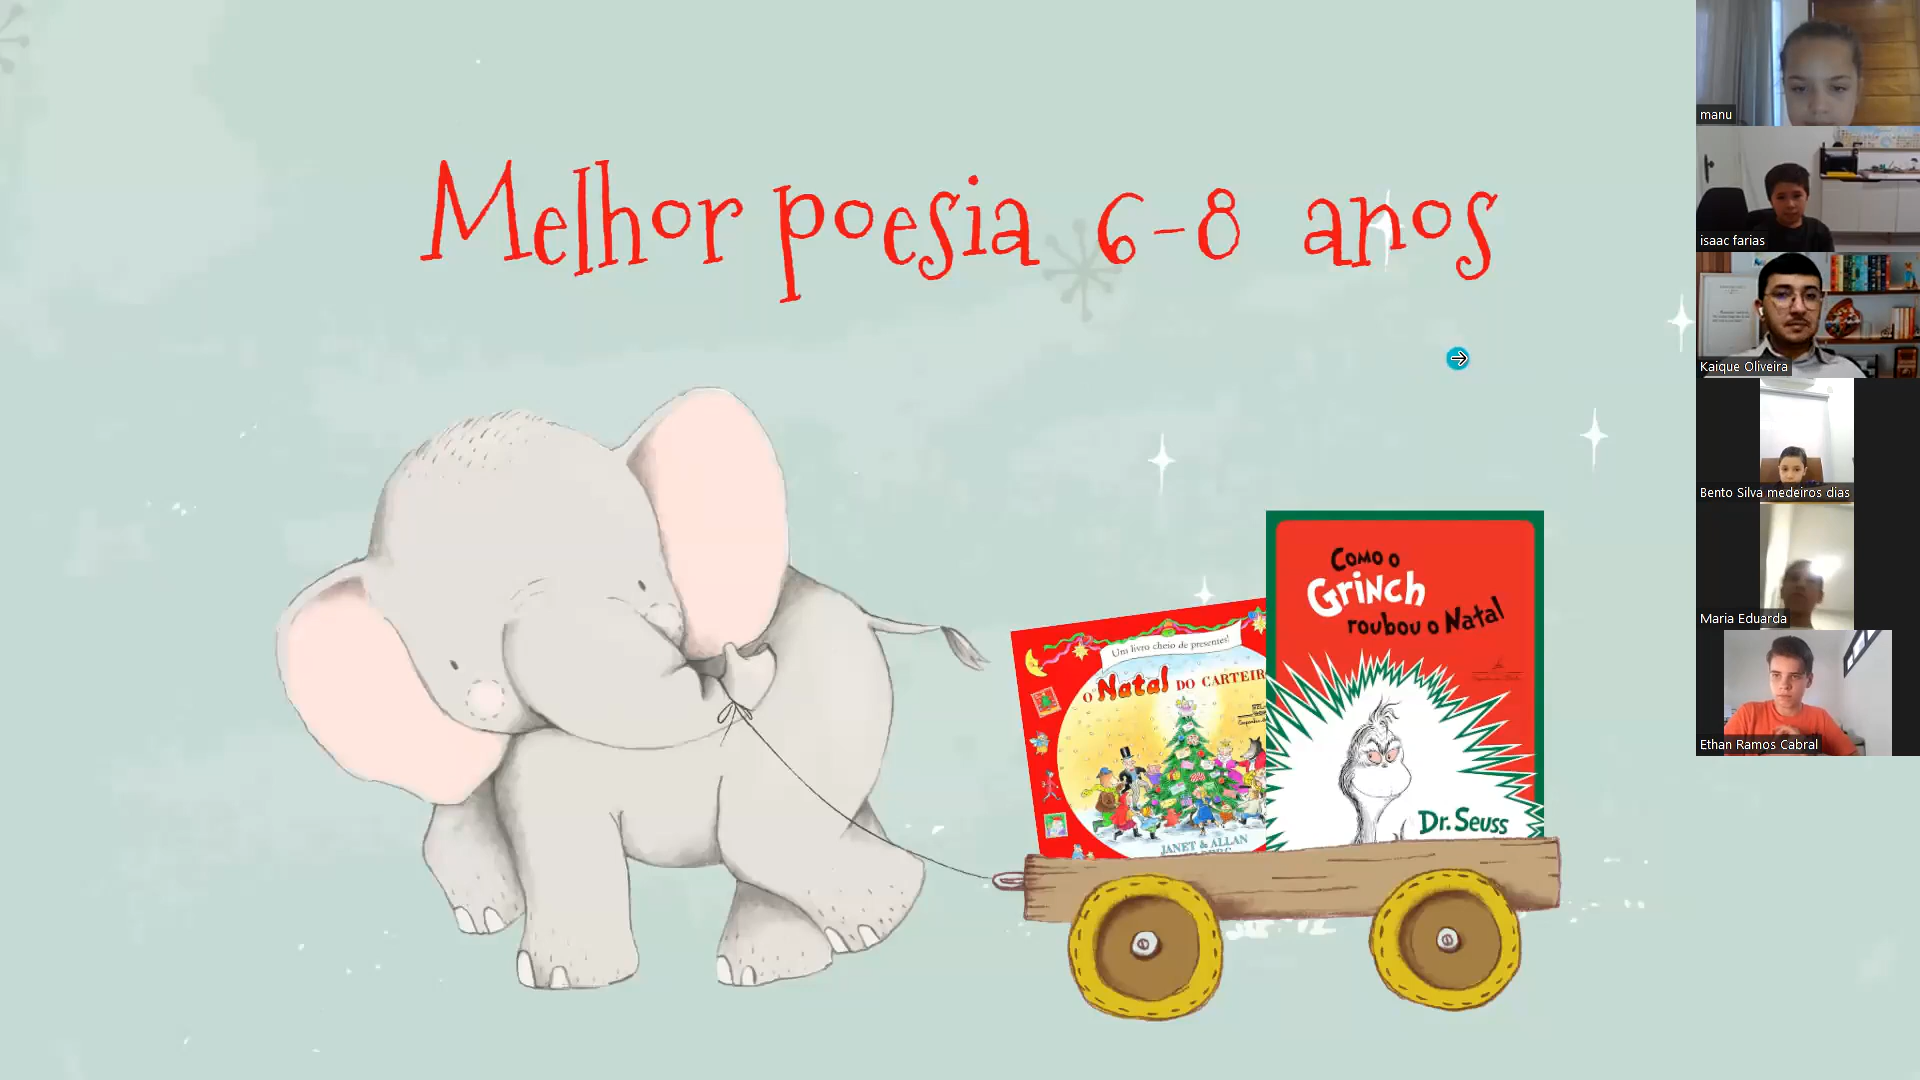 Melhor poesia 6-8 anos
Um livro cheio de presentes!
O Natal DO CARTEIR
JANET & ALLAN
COMO O
GRINCH
roubou o Natal
Dr. Seuss
manu
isaac farias
Kaique Oliveira
Bento Silva medeiros dias
Maria Eduarda
Ethan Ramos Cabral